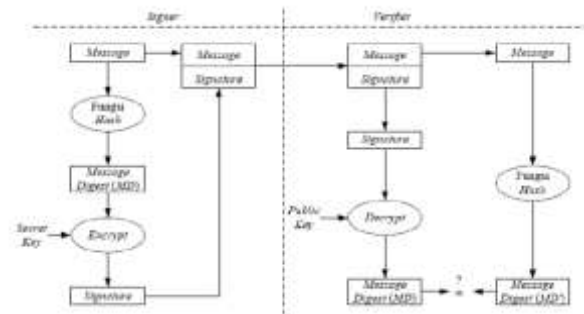 Signer
Verifier
Message
Message
Signature
Message
Signature
Message
Fungsi
Hash
Signature
Message
Digest (MD)
Fungsi
Hash
Secret
Key
Encrypt
Public
Key
Decrypt
Signature
Message
Digest (MD)
?
=
Message
Digest (MD')